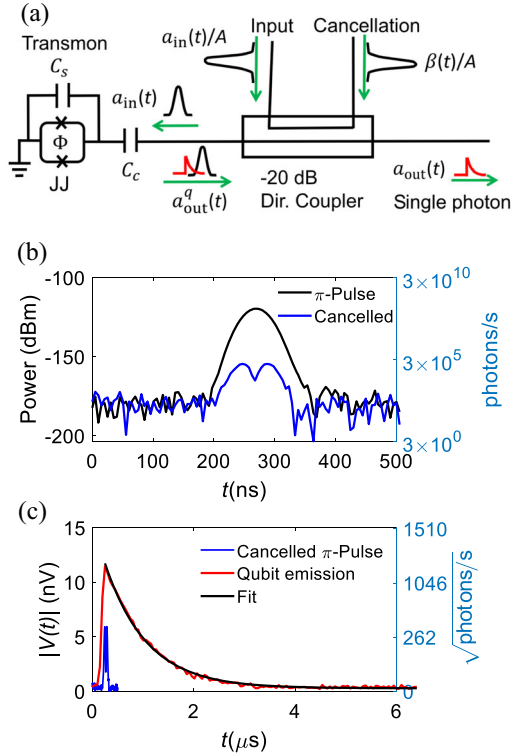 (a)
Input Cancellation
Transmon
C_s
a_in(t)/A
β(t)/A
a_in(t)
Φ
JJ
C_c
a^q_out(t)
-20 dB
Dir. Coupler
a_out(t)
Single photon
(b)
-100
-150
-200
Power (dBm)
π-Pulse
Cancelled
3×10^10
3×10^5
3×10^0
photons/s
0 100 200 300 400 500
t(ns)
(c)
15
10
5
0
|V(t)| (nV)
Cancelled π-Pulse
Qubit emission
Fit
1510
1046
262
0
√photons/s
0 2 4 6
t(μs)